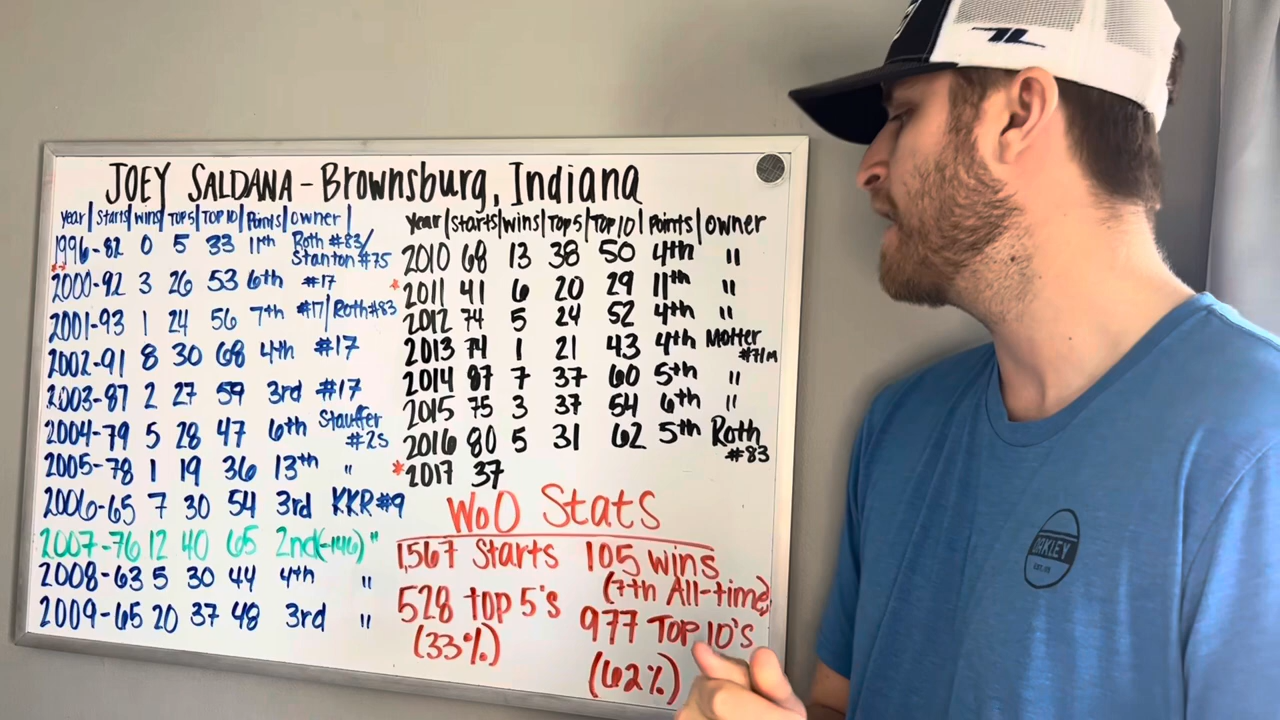 JOEY SALDANA - Brownsburg, Indiana
Year | Starts | Wins | TOP 5 | TOP 10 | Points | Owner |
1996-82 0 5 33 11th Roth #83/
Stanton #75
**
2000-92 3 26 53 6th #17
2001-93 1 24 56 7th #17/Roth #83
2002-91 8 30 68 4th #17
2003-87 2 27 59 3rd #17
2004-79 5 28 47 6th Stauffer
#2s
2005-78 1 19 36 13th "
2006-65 7 30 54 3rd KKR #9
2007-76 12 40 65 2nd(-146) "
2008-63 5 30 44 4th "
2009-65 20 37 48 3rd "
Year | Starts | wins | Top 5 | Top 10 | Points | Owner
2010 68 13 38 50 4th "
* 2011 41 6 20 29 11th "
2012 74 5 24 52 4th "
2013 74 1 21 43 4th Motter
#71m
2014 87 7 37 60 5th "
2015 75 3 37 54 6th "
2016 80 5 31 62 5th Roth
#83
* 2017 37
WoO Stats
1,567 Starts 105 wins
(7th All-time)
528 top 5's 977 Top 10's
(33%) (62%)
OAKLEY